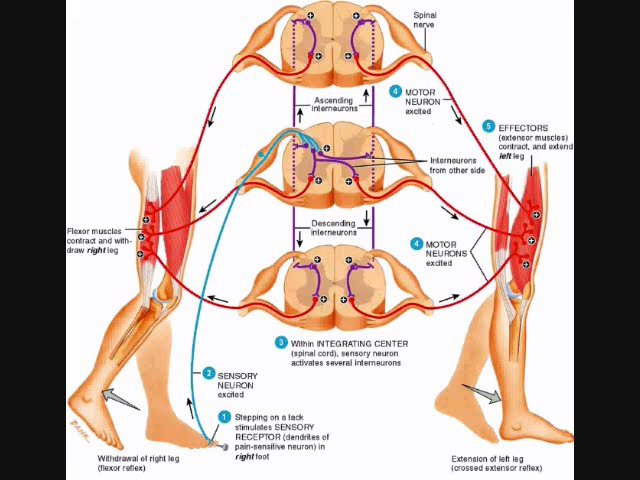 Spinal
nerve
4 MOTOR
NEURON
excited
Ascending
interneurons
5 EFFECTORS
(extensor muscles)
contract, and extend
left leg
Interneurons
from other side
Flexor muscles
contract and with-
draw right leg
Descending
interneurons
4 MOTOR
NEURONS
excited
3 Within INTEGRATING CENTER
(spinal cord), sensory neuron
activates several interneurons
2 SENSORY
NEURON
excited
1 Stepping on a tack
stimulates SENSORY
RECEPTOR (dendrites of
pain-sensitive neuron) in
right foot
Withdrawal of right leg
(flexor reflex)
Extension of left leg
(crossed extensor reflex)